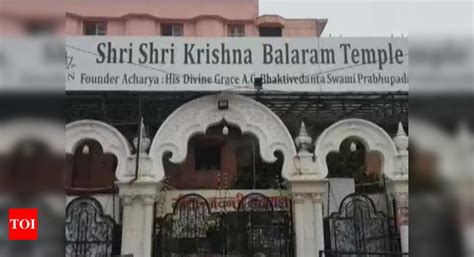 Shri Shri Krishna Balaram Temple
Founder Acharya : His Divine Grace A.C. Bhaktivedanta Swami Prabhupada
TOI